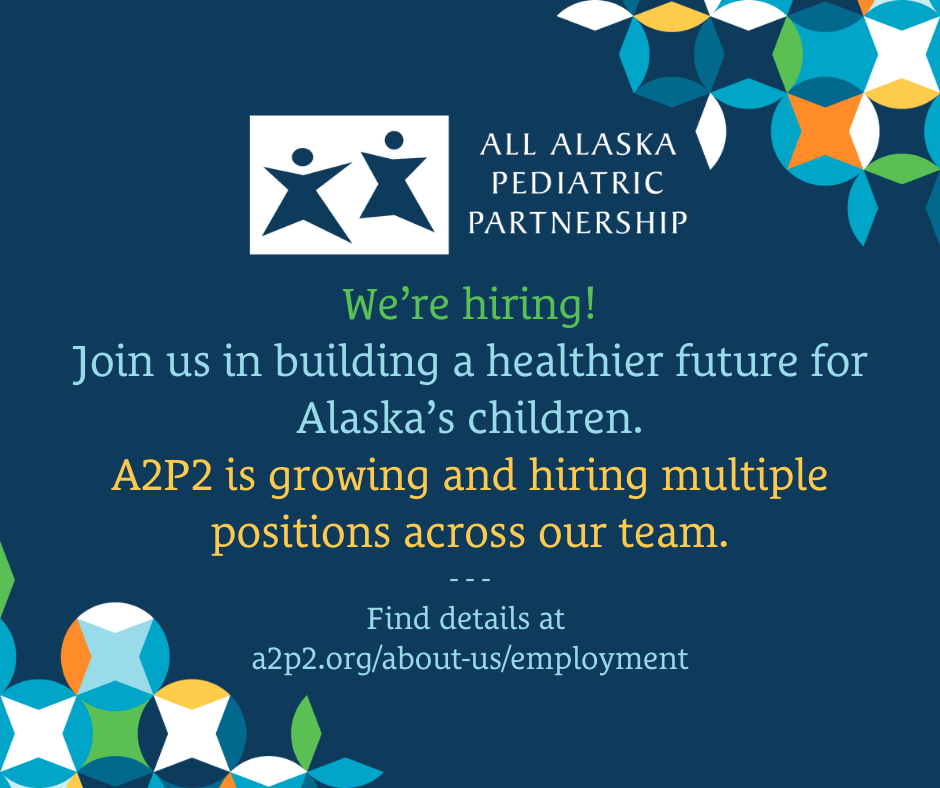 ALL ALASKA
PEDIATRIC
PARTNERSHIP
We’re hiring!
Join us in building a healthier future for
Alaska’s children.
A2P2 is growing and hiring multiple
positions across our team.
---
Find details at
a2p2.org/about-us/employment